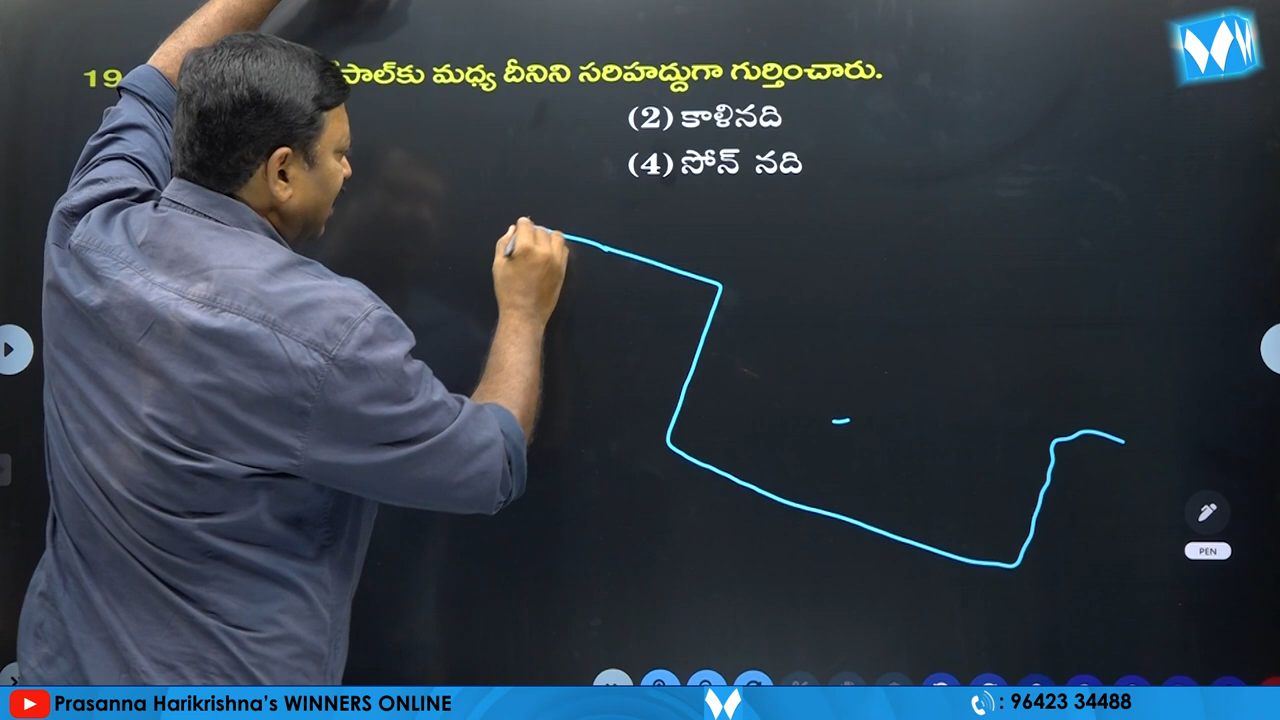 19
మధ్య దీనిని సరిహద్దుగా గుర్తించారు.
(2) కాళినది
(4) సోన్ నది
PEN
Prasanna Harikrishna's WINNERS ONLINE
: 96423 34488